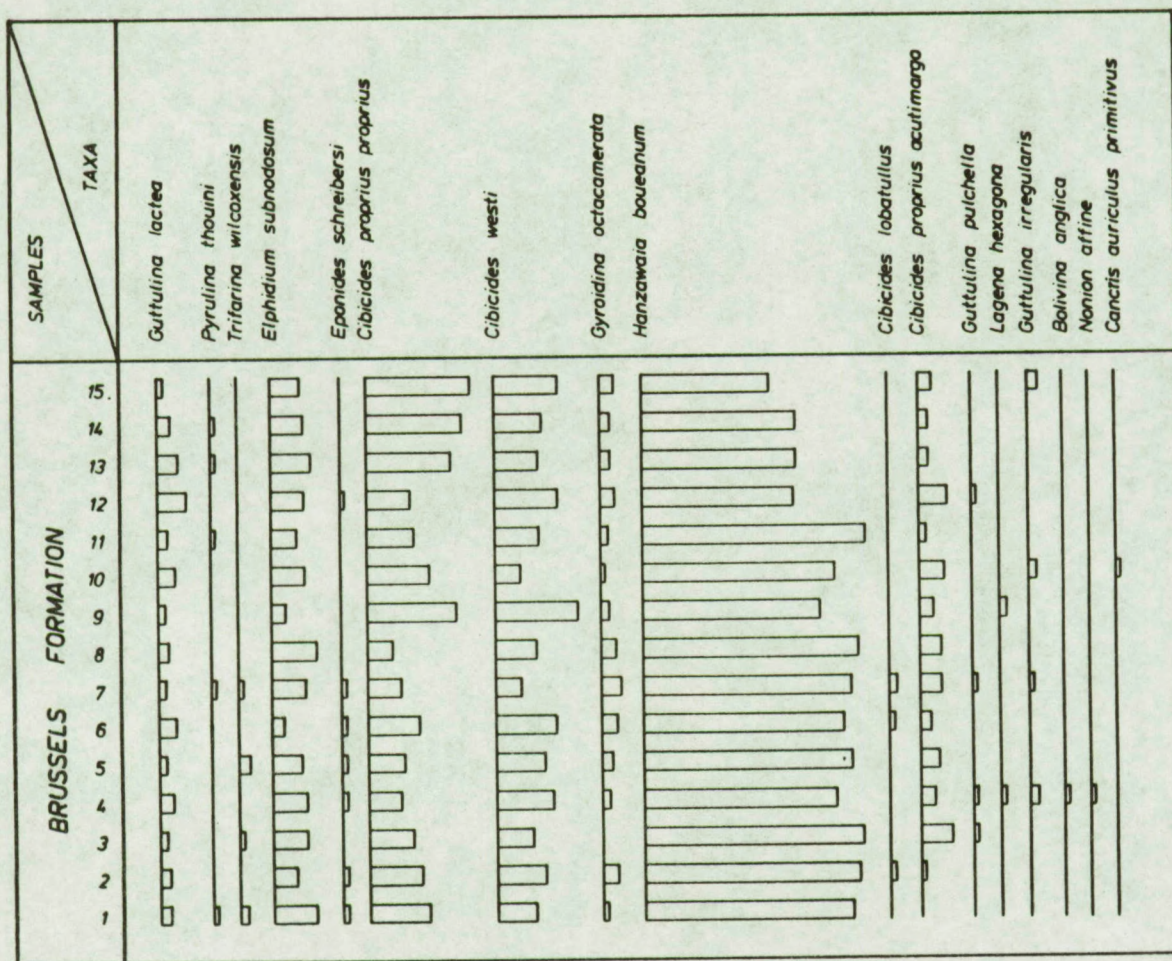 SAMPLES
TAXA
Guttulina lactea
Pyrulina thouini
Trifarina wilcoxensis
Elphidium subnodosum
Eponides schreibersi
Cibicides proprius proprius
Cibicides westi
Gyroidina octacamerata
Hanzawaia boueanum
Cibicides lobatullus
Cibicides proprius acutimargo
Guttulina pulchella
Lagena hexagona
Guttulina irregularis
Bolivina anglica
Nonion affine
Cancris auriculus primitivus
BRUSSELS FORMATION
15.
14
13
12
11
10
9
8
7
6
5
4
3
2
1